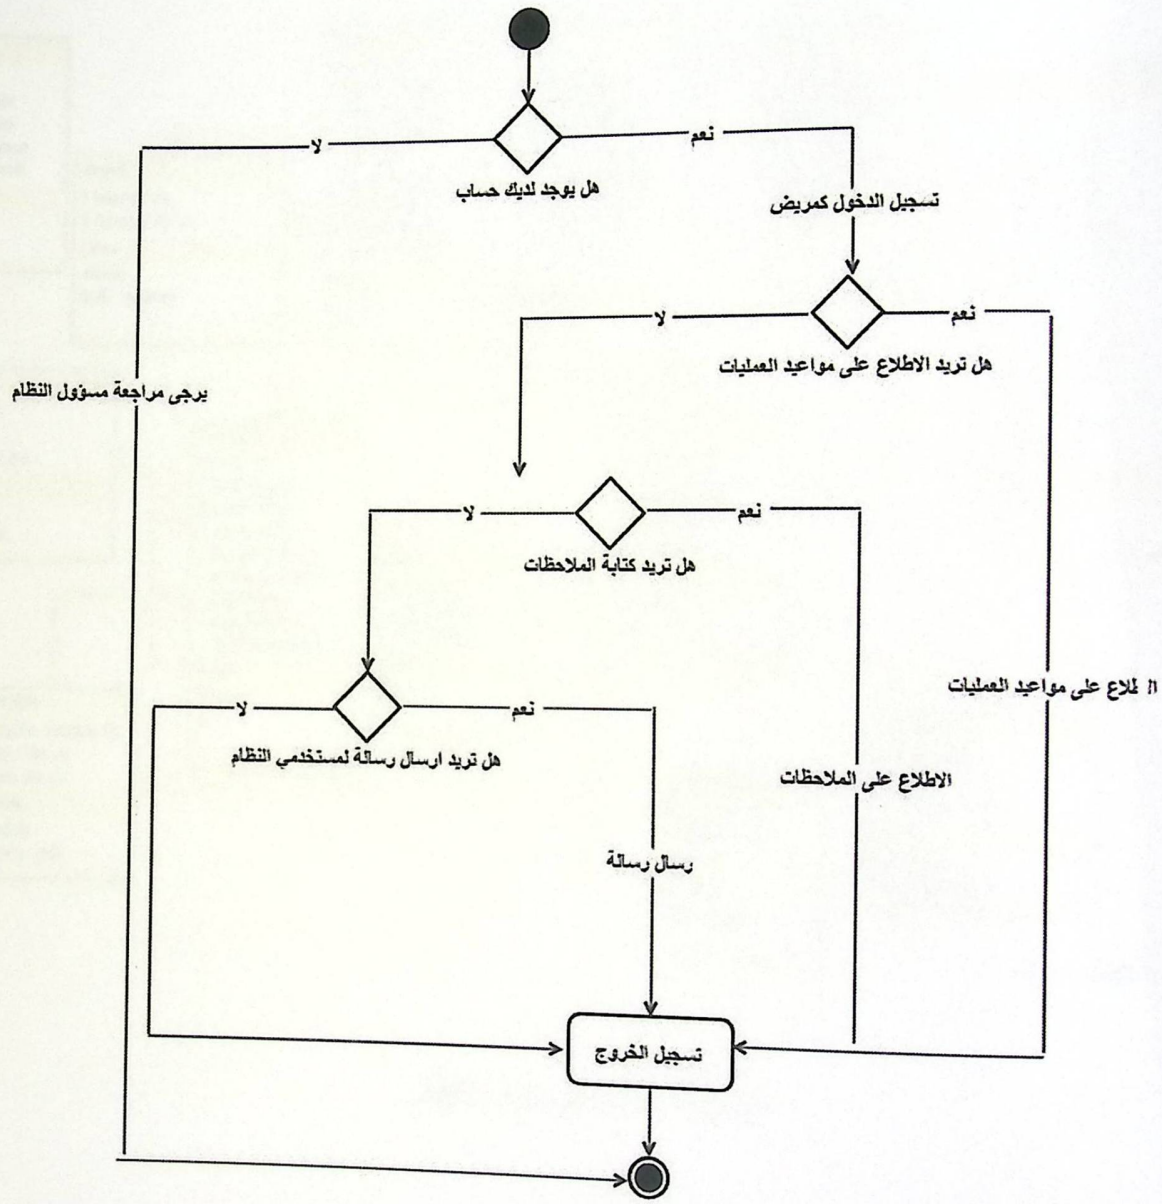 نعم
لا
هل يوجد لديك حساب
تسجيل الدخول كمريض
نعم
لا
هل تريد الاطلاع على مواعيد العمليات
يرجى مراجعة مسؤول النظام
نعم
لا
هل تريد كتابة الملاحظات
طلاع على مواعيد العمليات
نعم
لا
هل تريد ارسال رسالة لمستخدمي النظام
الاطلاع على الملاحظات
رسال رسالة
تسجيل الخروج